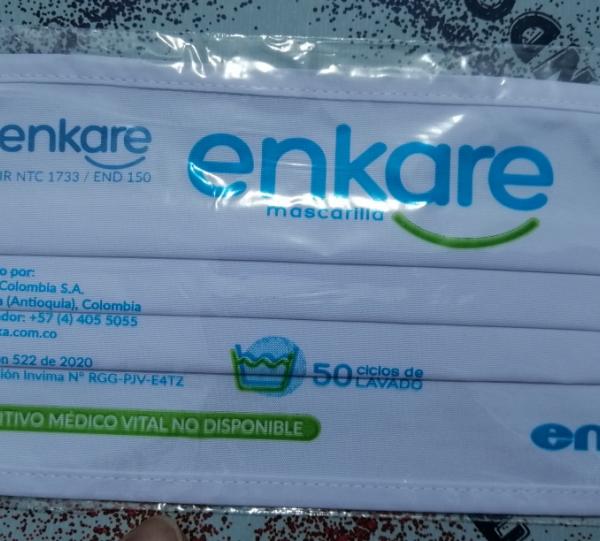 enkare
NTC 1733 / END 150
enkare
mascarilla
por:
Colombia S.A.
(Antioquia), Colombia
+57 (4) 405 5055
522 de 2020
Invima N° RGG-PJV-E4TZ
50 ciclos de
LAVADO
MÉDICO VITAL NO DISPONIBLE